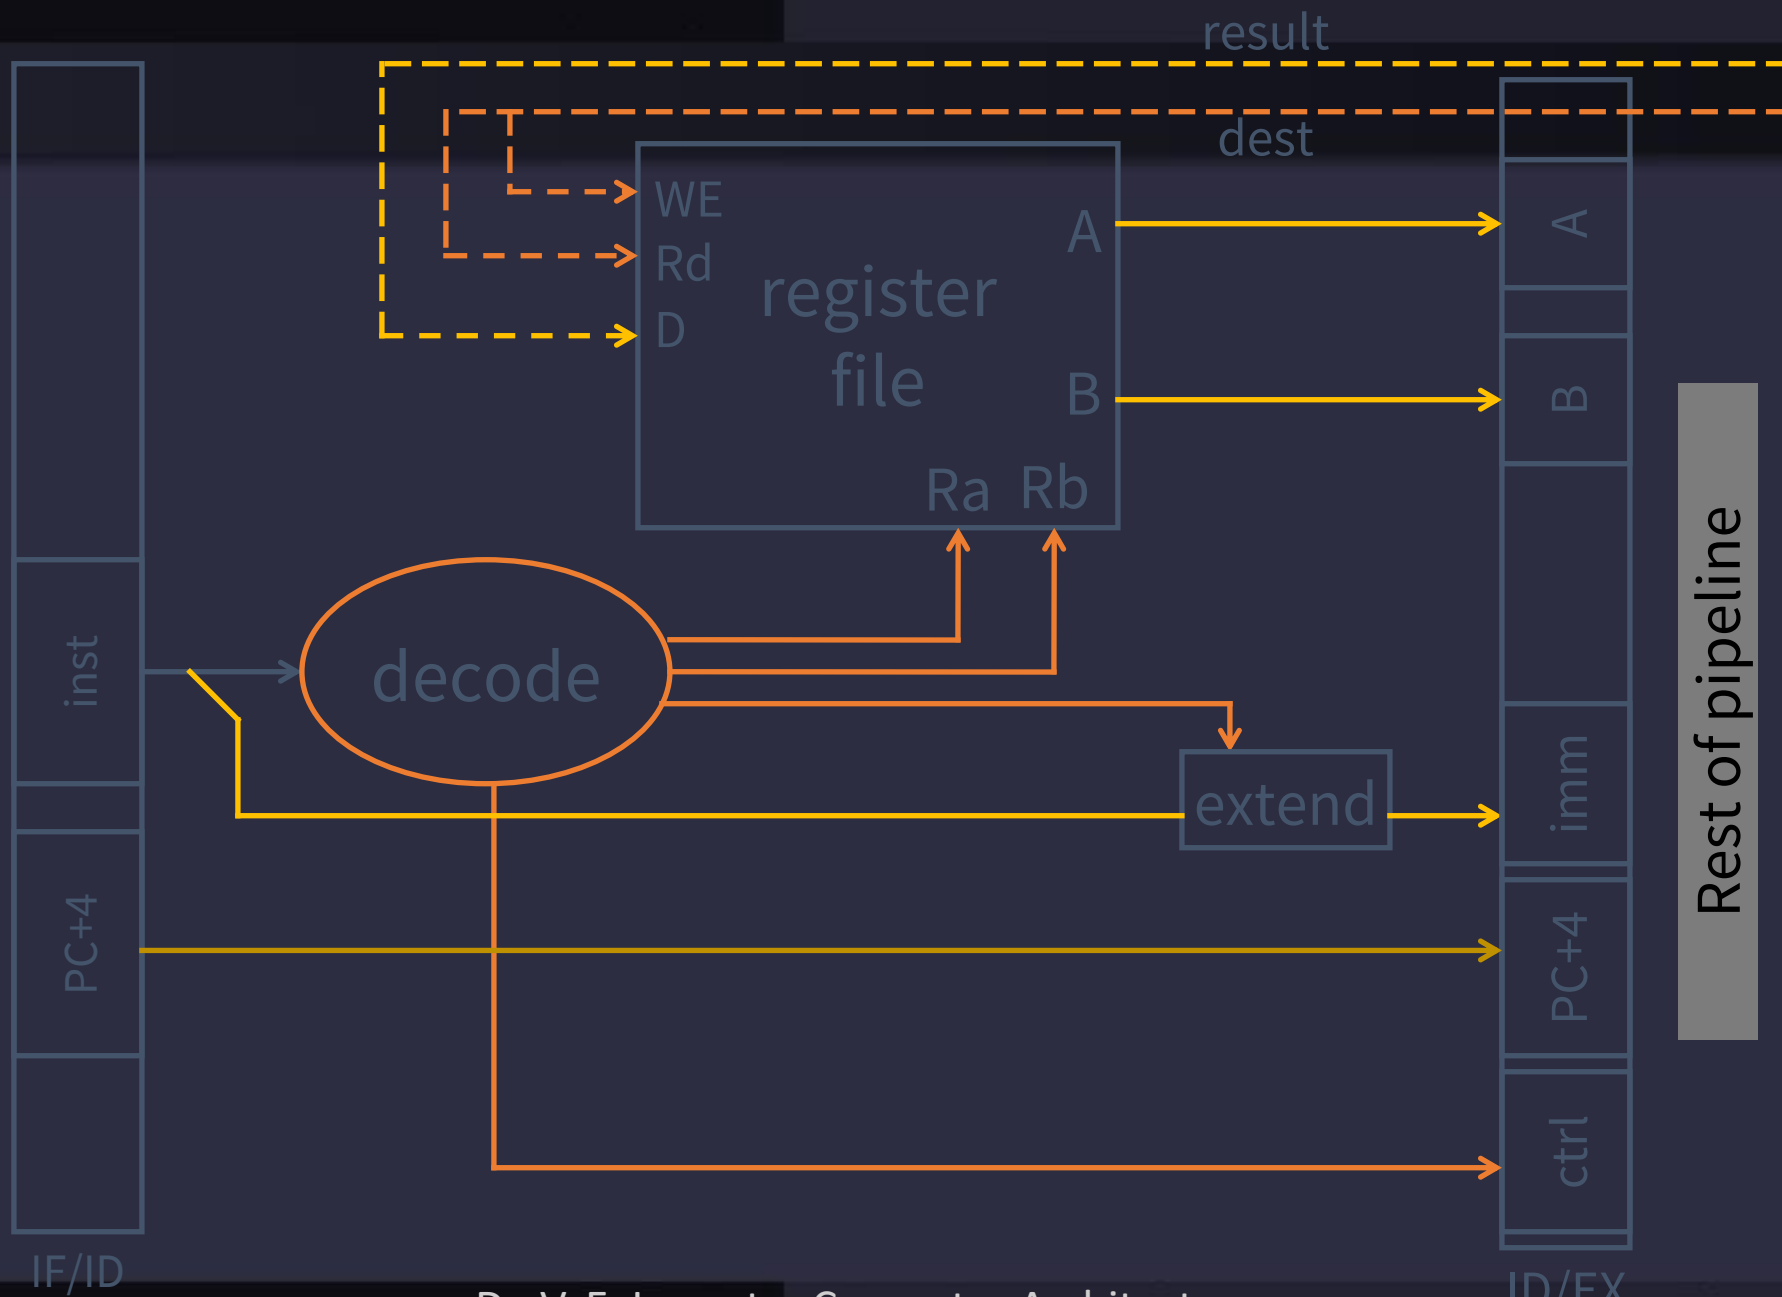 result
dest
WE
Rd
D
A
B
register
file
Ra
Rb
A
B
inst
decode
extend
imm
PC+4
PC+4
ctrl
Rest of pipeline
IF/ID
ID/EX